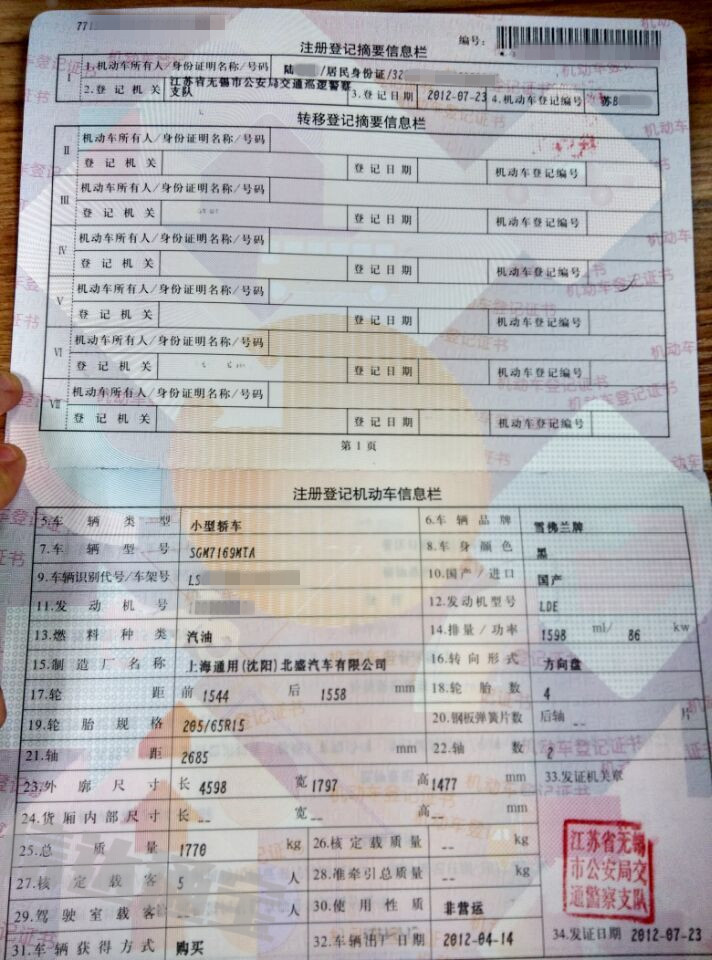 77
编号:
注册登记摘要信息栏
I 1.机动车所有人/身份证明名称/号码 陆 /居民身份证/32
2.登记机关 江苏省无锡市公安局交通巡逻警察支队 3.登记日期 2012-07-23 4.机动车登记编号 苏B
转移登记摘要信息栏
II 机动车所有人/身份证明名称/号码
登记机关 登记日期 机动车登记编号
III 机动车所有人/身份证明名称/号码
登记机关 登记日期 机动车登记编号
IV 机动车所有人/身份证明名称/号码
登记机关 登记日期 机动车登记编号
V 机动车所有人/身份证明名称/号码
登记机关 登记日期 机动车登记编号
VI 机动车所有人/身份证明名称/号码
登记机关 登记日期 机动车登记编号
VII 机动车所有人/身份证明名称/号码
登记机关 登记日期 机动车登记编号
第1页
注册登记机动车信息栏
5.车辆类型 小型轿车 6.车辆品牌 雪佛兰牌
7.车辆型号 SGM7169MTA 8.车身颜色 黑
9.车辆识别代号/车架号 LS 10.国产/进口 国产
11.发动机号 12.发动机型号 LDE
13.燃料种类 汽油 14.排量/功率 1598 ml/ 86 kw
15.制造厂名称 上海通用(沈阳)北盛汽车有限公司 16.转向形式 方向盘
17.轮距 前 1544 后 1558 mm 18.轮胎数 4
19.轮胎规格 205/65R15 20.钢板弹簧片数 后轴 -- 片
21.轴距 2685 mm 22.轴数 2
23.外廓尺寸 长 4598 宽 1797 高 1477 mm 33.发证机关章
24.货厢内部尺寸 长 -- 宽 -- 高 -- mm
25.总质量 1770 kg 26.核定载质量 -- kg
27.核定载客 5 人 28.准牵引总质量 -- kg
29.驾驶室载客 -- 人 30.使用性质 非营运
31.车辆获得方式 购买 32.车辆出厂日期 2012-04-14 34.发证日期 2012-07-23
江苏省无锡
市公安局交
通警察支队